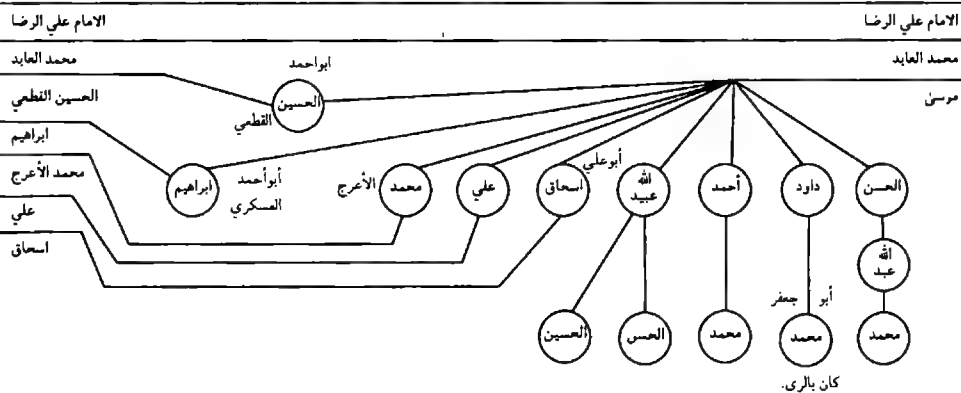 الامام علي الرضا
الامام علي الرضا
محمد العابد
محمد العابد
موسىٰ
ابواحمد
الحسين
القطعي
الحسين القطعي
ابراهيم
محمد الأعرج
علي
اسحاق
الحسن
داود
أحمد
الله
عبيد
أبوعلي
اسحاق
علي
محمد
الأعرج
أبوأحمد
العسكري
ابراهيم
الله
عبد
محمد
أبو جعفر
محمد
كان بالرى.
محمد
الحسن
الحسين